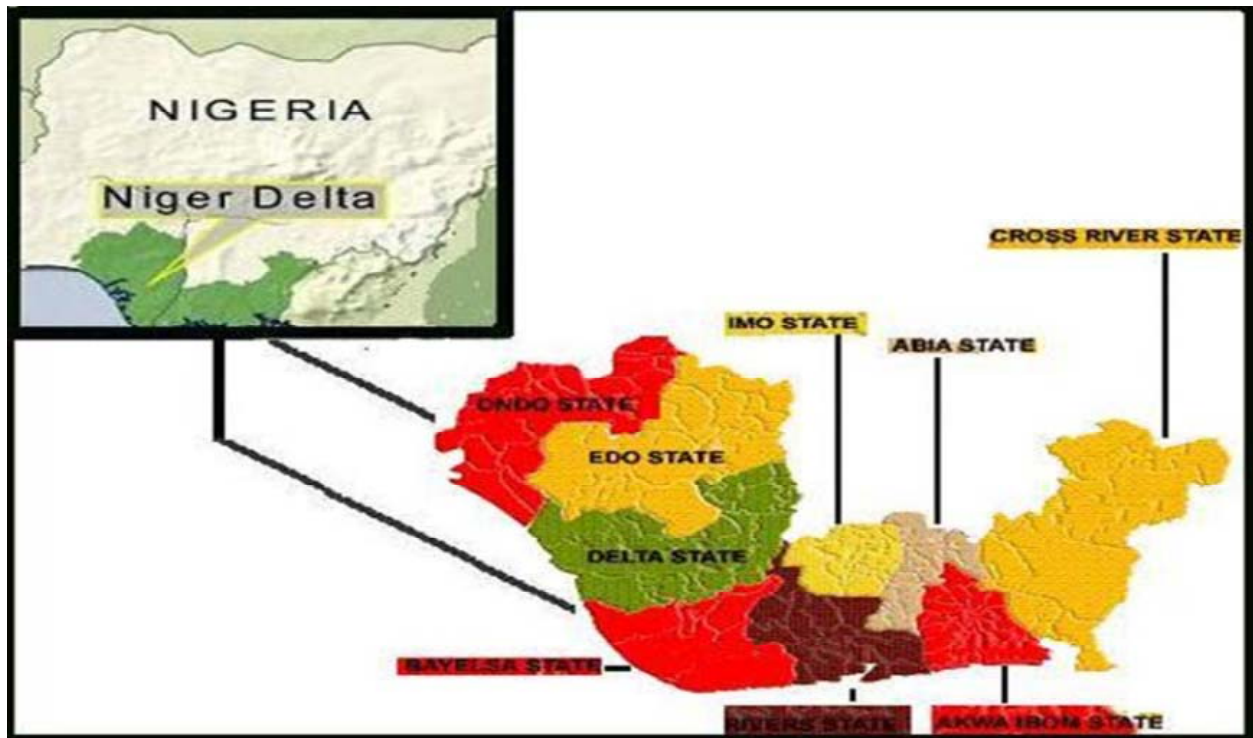 NIGERIA
Niger Delta
CROSS RIVER STATE
IMO STATE
ABIA STATE
ONDO STATE
EDO STATE
DELTA STATE
BAYELSA STATE
RIVERS STATE
AKWA IBOM STATE